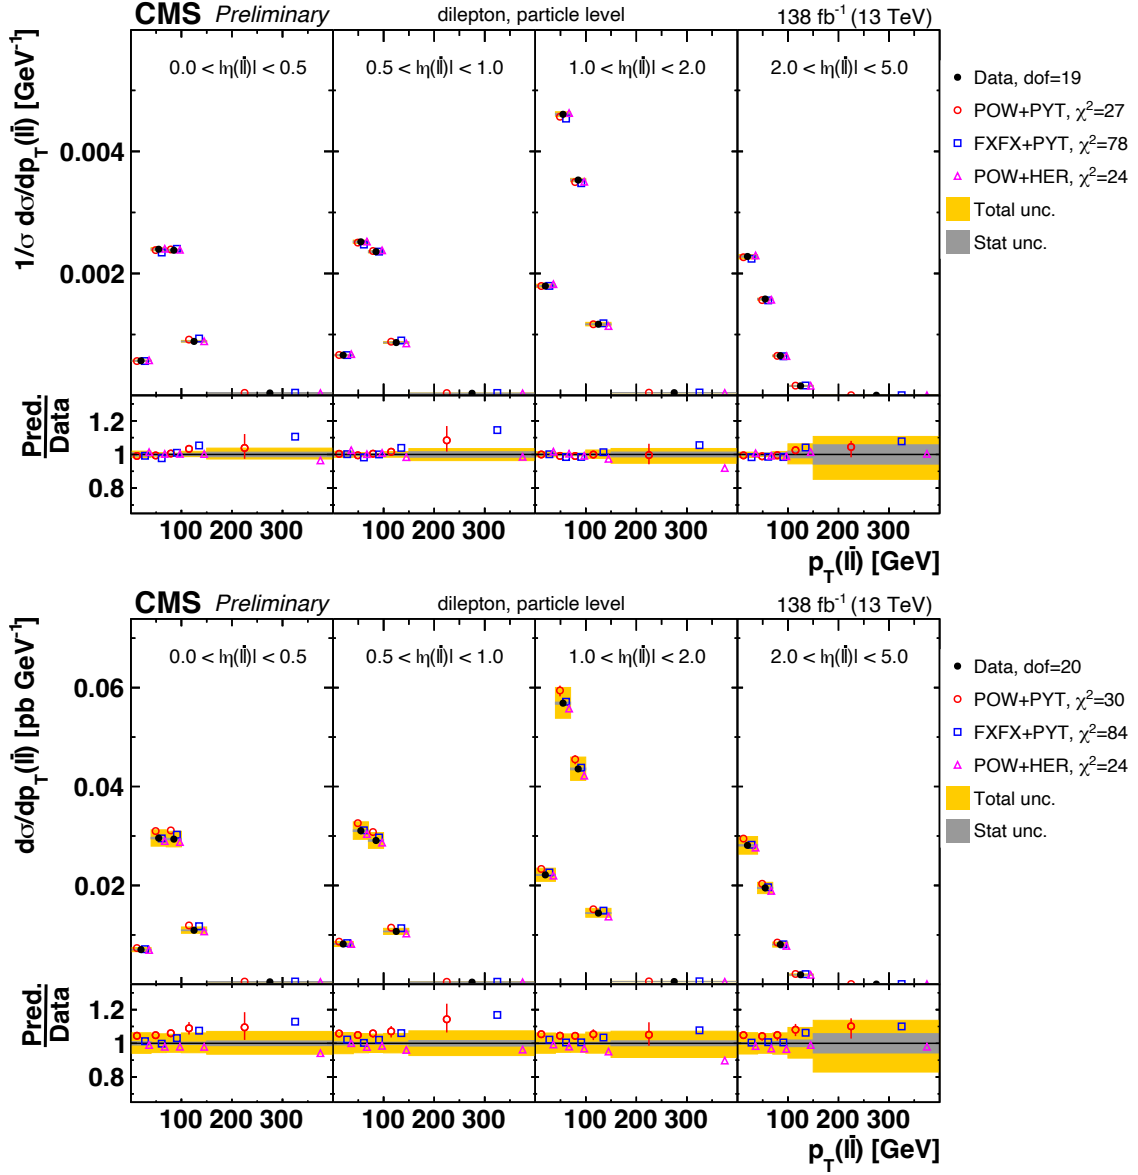 CMS Preliminary dilepton, particle level 138 fb⁻¹ (13 TeV)
0.0 < |η(ll̄)| < 0.5 0.5 < |η(ll̄)| < 1.0 1.0 < |η(ll̄)| < 2.0 2.0 < |η(ll̄)| < 5.0
1/σ dσ/dp_T(ll̄) [GeV⁻¹]
0.004
0.002
Data, dof=19
POW+PYT, χ²=27
FXFX+PYT, χ²=78
POW+HER, χ²=24
Total unc.
Stat unc.
Pred.
Data
1.2
1
0.8
100 200 300 100 200 300 100 200 300 100 200 300
p_T(ll̄) [GeV]
CMS Preliminary dilepton, particle level 138 fb⁻¹ (13 TeV)
0.0 < |η(ll̄)| < 0.5 0.5 < |η(ll̄)| < 1.0 1.0 < |η(ll̄)| < 2.0 2.0 < |η(ll̄)| < 5.0
dσ/dp_T(ll̄) [pb GeV⁻¹]
0.06
0.04
0.02
Data, dof=20
POW+PYT, χ²=30
FXFX+PYT, χ²=84
POW+HER, χ²=24
Total unc.
Stat unc.
Pred.
Data
1.2
1
0.8
100 200 300 100 200 300 100 200 300 100 200 300
p_T(ll̄) [GeV]